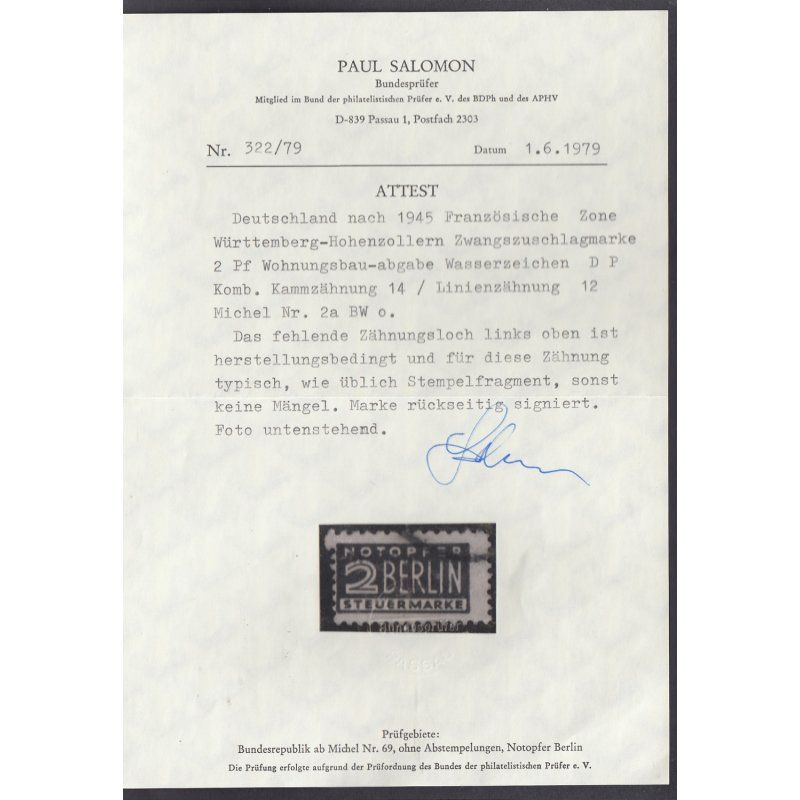 PAUL SALOMON
Bundesprüfer
Mitglied im Bund der philatelistischen Prüfer e. V. des BDPh und des APHV
D-839 Passau 1, Postfach 2303
Nr. 322/79 Datum 1.6.1979
ATTEST
Deutschland nach 1945 Französische Zone
Württemberg-Hohenzollern Zwangszuschlagmarke
2 Pf Wohnungsbau-abgabe Wasserzeichen D P
Komb. Kammzähnung 14 / Linienzähnung 12
Michel Nr. 2a BW o.
Das fehlende Zähnungsloch links oben ist
herstellungsbedingt und für diese Zähnung
typisch, wie üblich Stempelfragment, sonst
keine Mängel. Marke rückseitig signiert.
Foto untenstehend.
NOTOPFER
2 BERLIN
STEUERMARKE
Prüfgebiete:
Bundesrepublik ab Michel Nr. 69, ohne Abstempelungen, Notopfer Berlin
Die Prüfung erfolgte aufgrund der Prüfordnung des Bundes der philatelistischen Prüfer e. V.